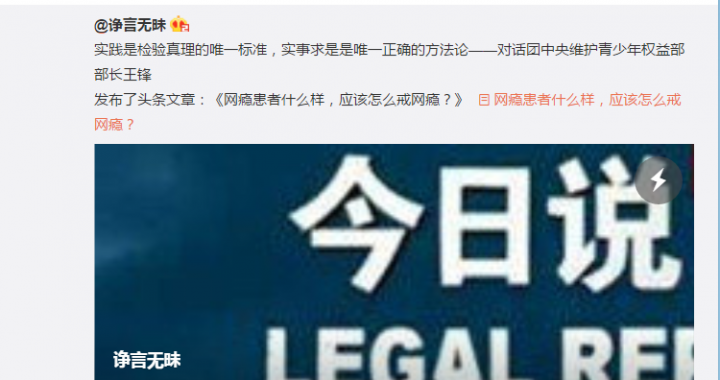 @诤言无昧
实践是检验真理的唯一标准，实事求是是唯一正确的方法论——对话团中央维护青少年权益部
部长王锋
发布了头条文章：《网瘾患者什么样，应该怎么戒网瘾？》 网瘾患者什么样，应该怎么戒
网瘾？
今日说
LEGAL REP
诤言无昧